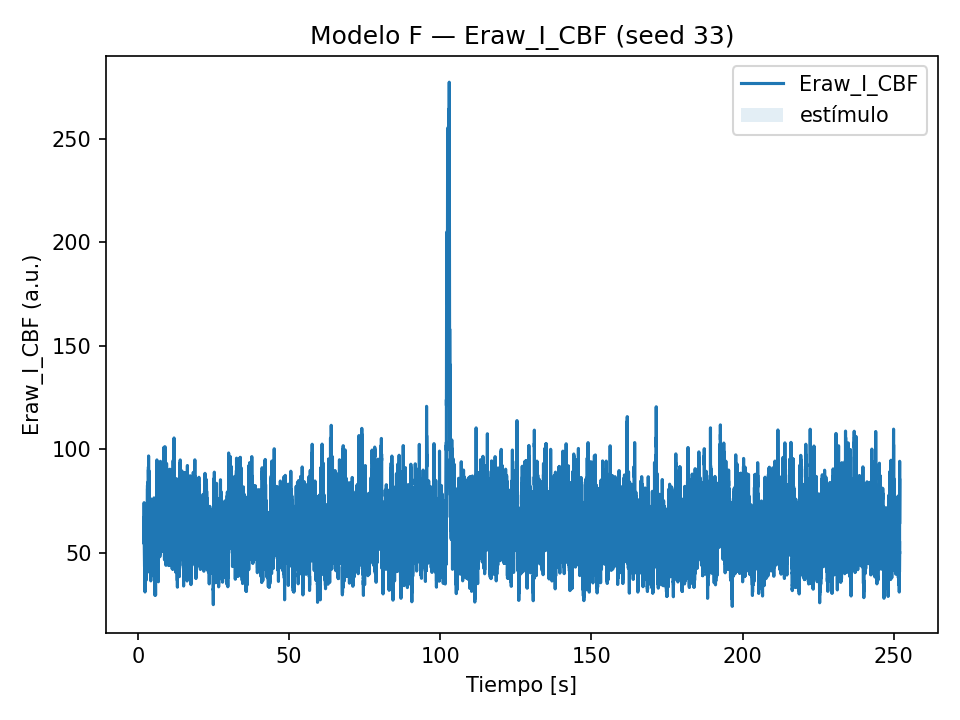 Modelo F — Eraw_I_CBF (seed 33)
Eraw_I_CBF
estímulo
Eraw_I_CBF (a.u.)
250
200
150
100
50
0 50 100 150 200 250
Tiempo [s]